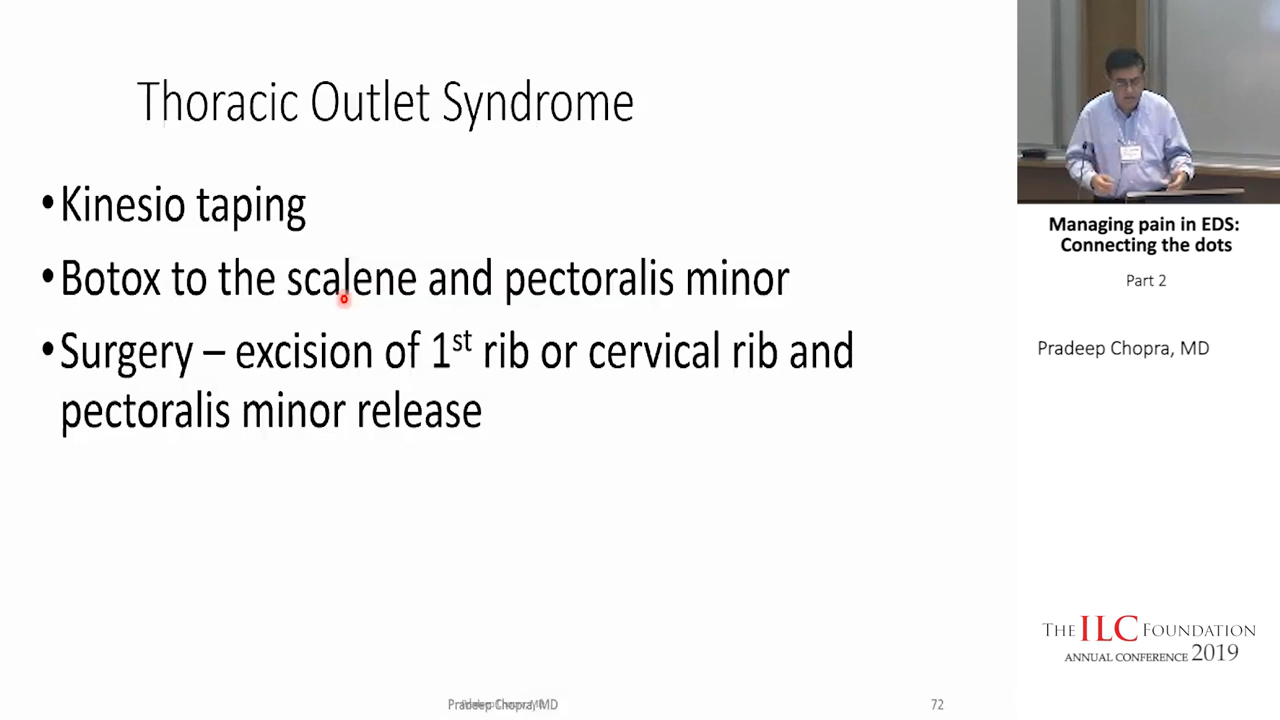 Thoracic Outlet Syndrome
•Kinesio taping
•Botox to the scalene and pectoralis minor
•Surgery – excision of 1st rib or cervical rib and
pectoralis minor release
Pradeep Chopra, MD
72
Managing pain in EDS:
Connecting the dots
Part 2
Pradeep Chopra, MD
THE ILC FOUNDATION
ANNUAL CONFERENCE 2019